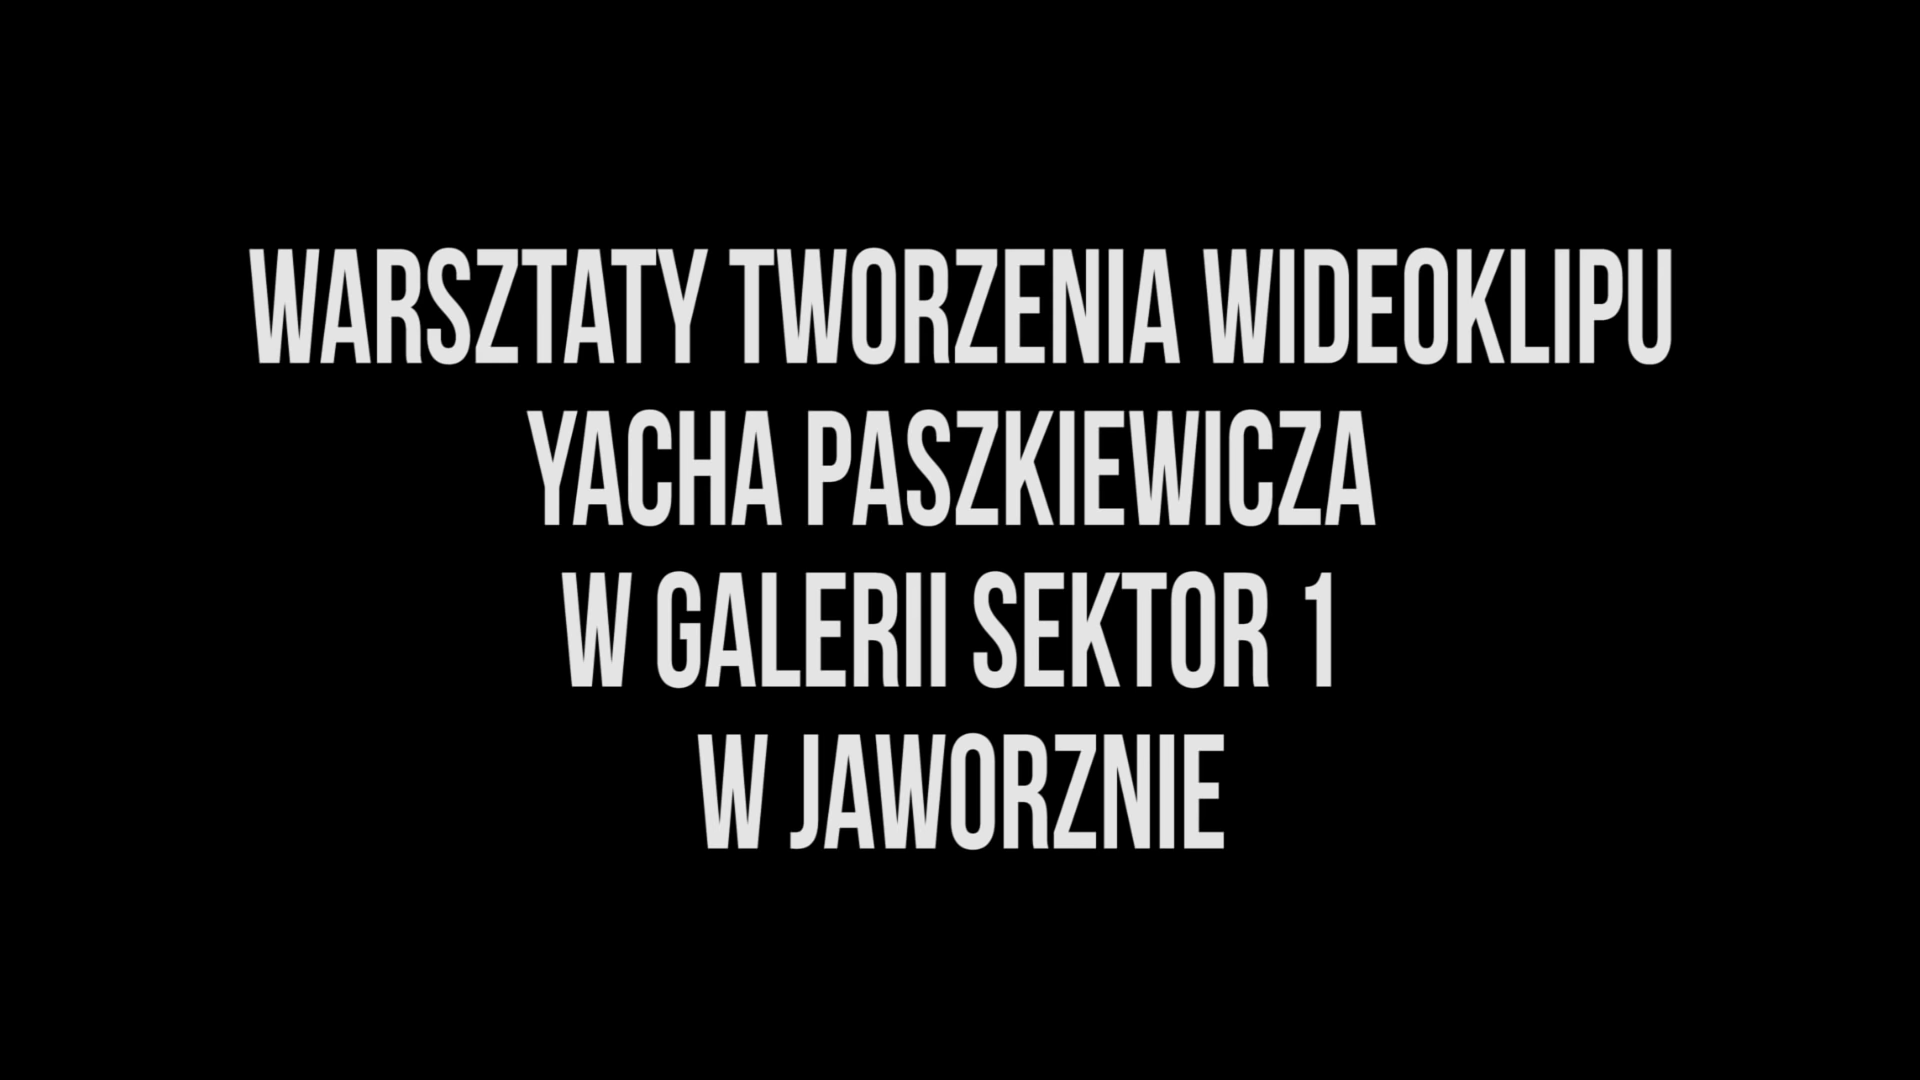 WARSZTATY TWORZENIA WIDEOKLIPU
YACHA PASZKIEWICZA
W GALERII SEKTOR 1
W JAWORZNIE